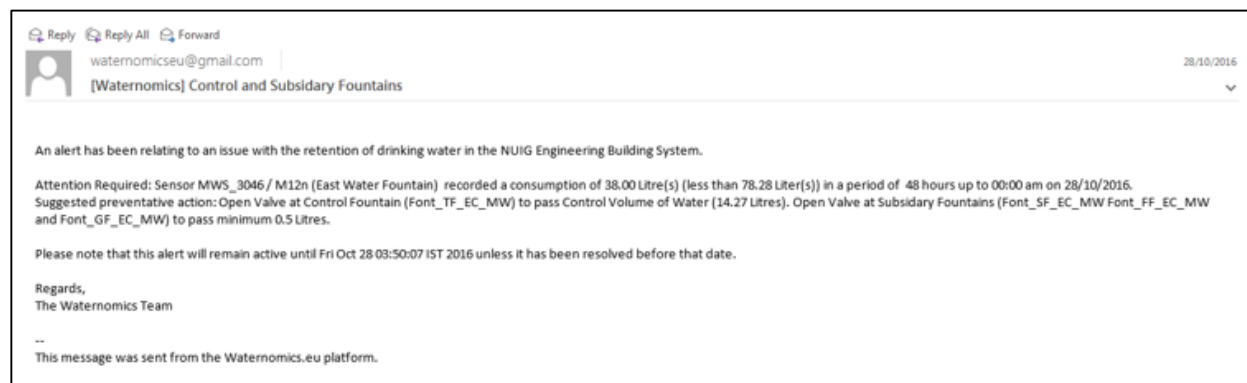 Reply Reply All Forward
waternomicseu@gmail.com
28/10/2016
[Waternomics] Control and Subsidary Fountains
An alert has been relating to an issue with the retention of drinking water in the NUIG Engineering Building System.
Attention Required: Sensor MWS_3046 / M12n (East Water Fountain) recorded a consumption of 38.00 Litre(s) (less than 78.28 Liter(s)) in a period of 48 hours up to 00:00 am on 28/10/2016.
Suggested preventative action: Open Valve at Control Fountain (Font_TF_EC_MW) to pass Control Volume of Water (14.27 Litres). Open Valve at Subsidary Fountains (Font_SF_EC_MW Font_FF_EC_MW
and Font_GF_EC_MW) to pass minimum 0.5 Litres.
Please note that this alert will remain active until Fri Oct 28 03:50:07 IST 2016 unless it has been resolved before that date.
Regards,
The Waternomics Team
--
This message was sent from the Waternomics.eu platform.